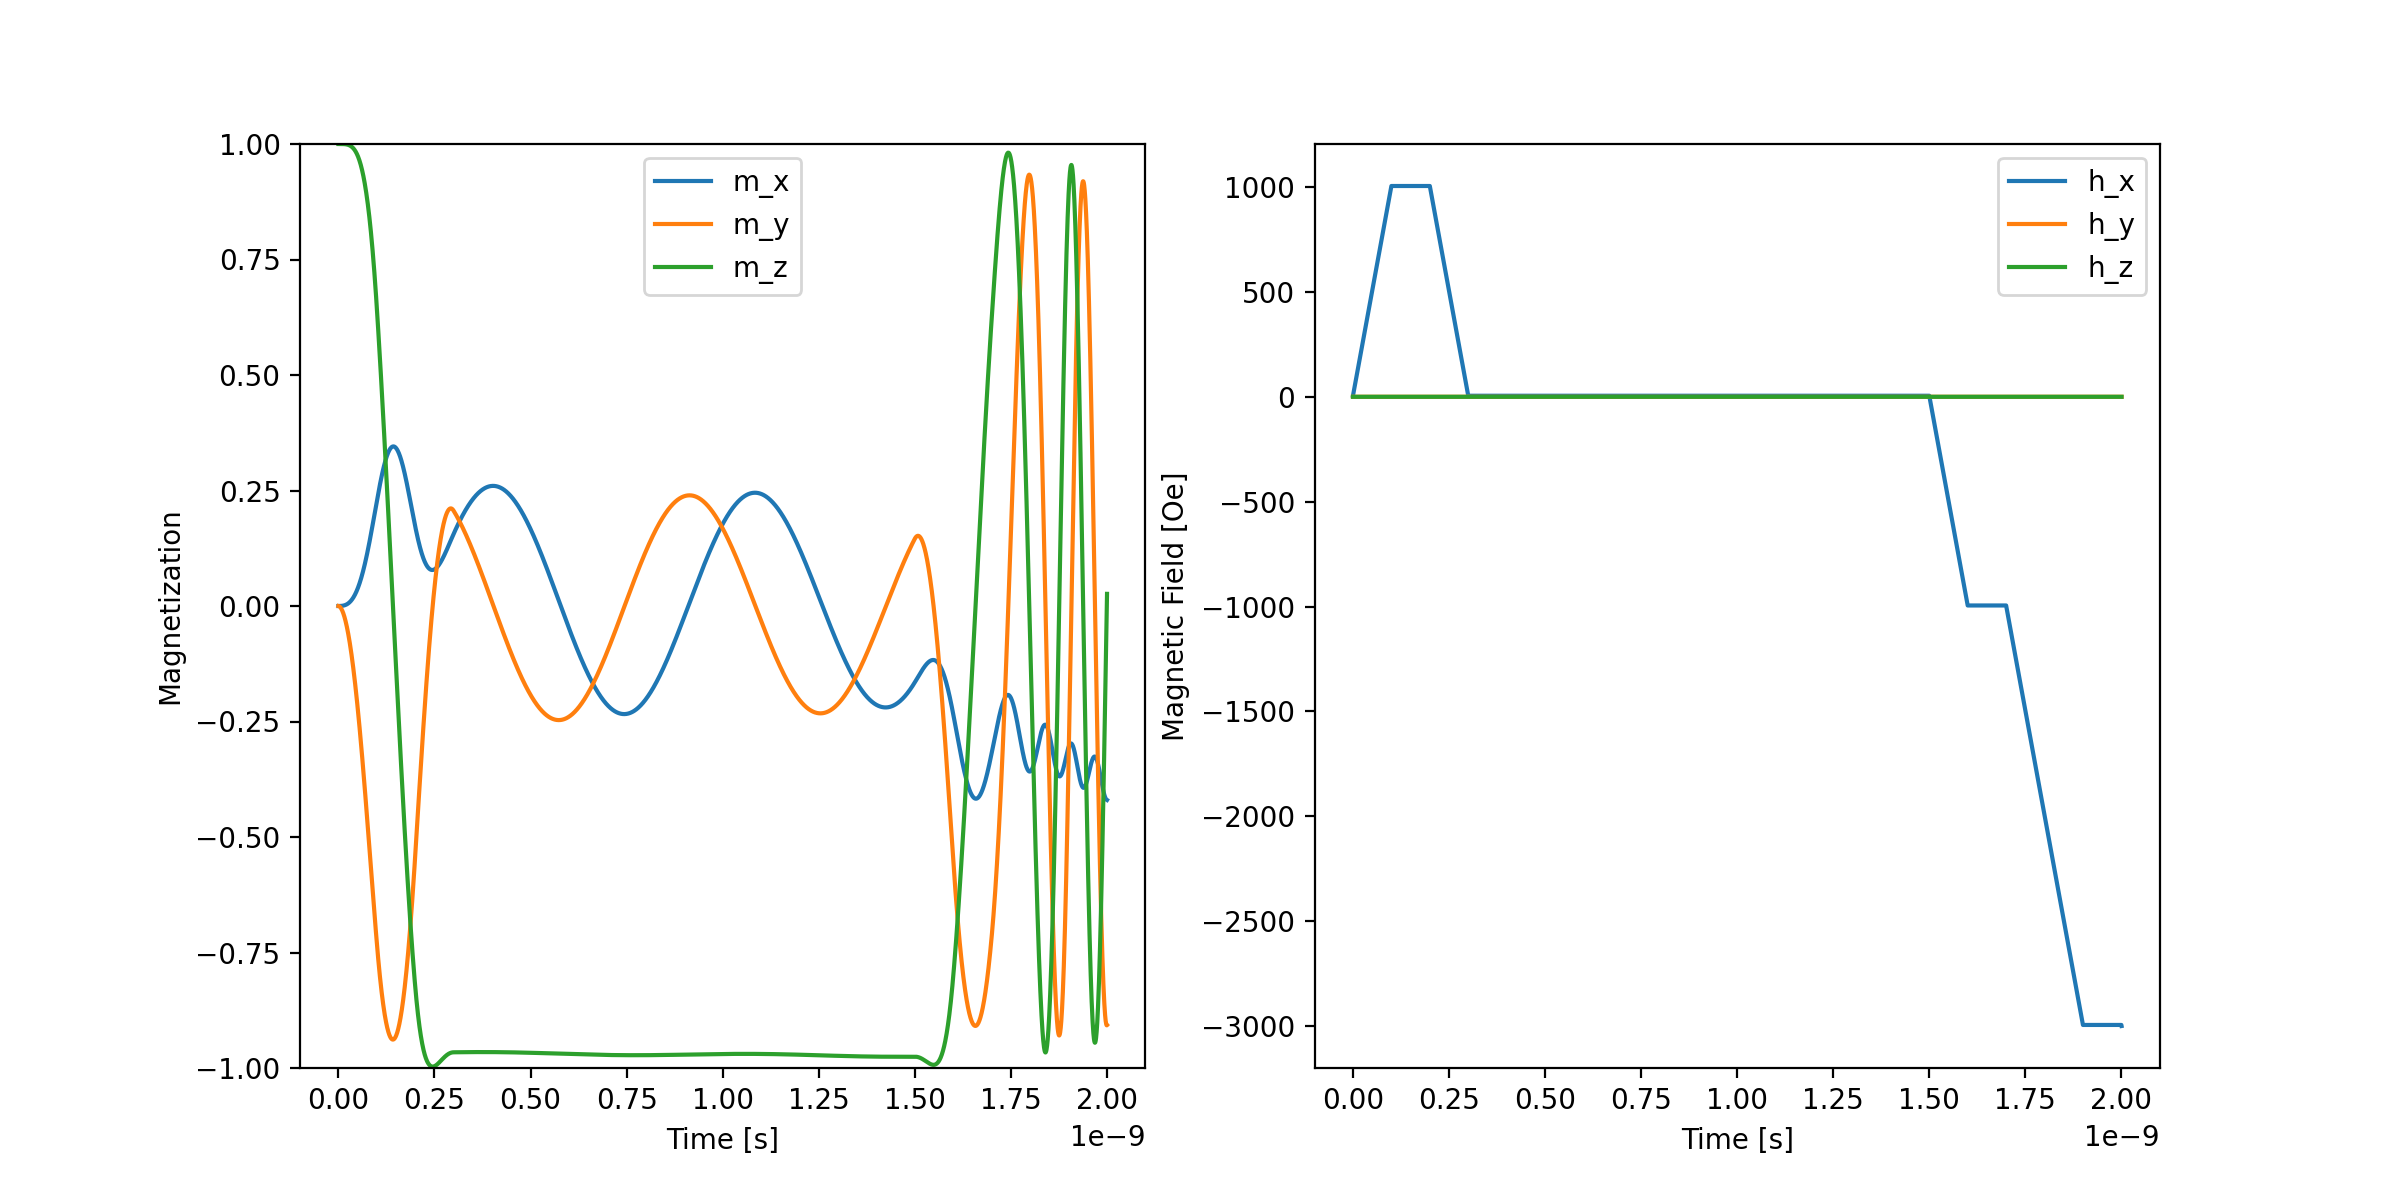 1.00
0.75
0.50
0.25
0.00
−0.25
−0.50
−0.75
−1.00
Magnetization
m_x
m_y
m_z
0.00 0.25 0.50 0.75 1.00 1.25 1.50 1.75 2.00
Time [s]
1e−9
1000
500
0
−500
−1000
−1500
−2000
−2500
−3000
Magnetic Field [Oe]
h_x
h_y
h_z
0.00 0.25 0.50 0.75 1.00 1.25 1.50 1.75 2.00
Time [s]
1e−9